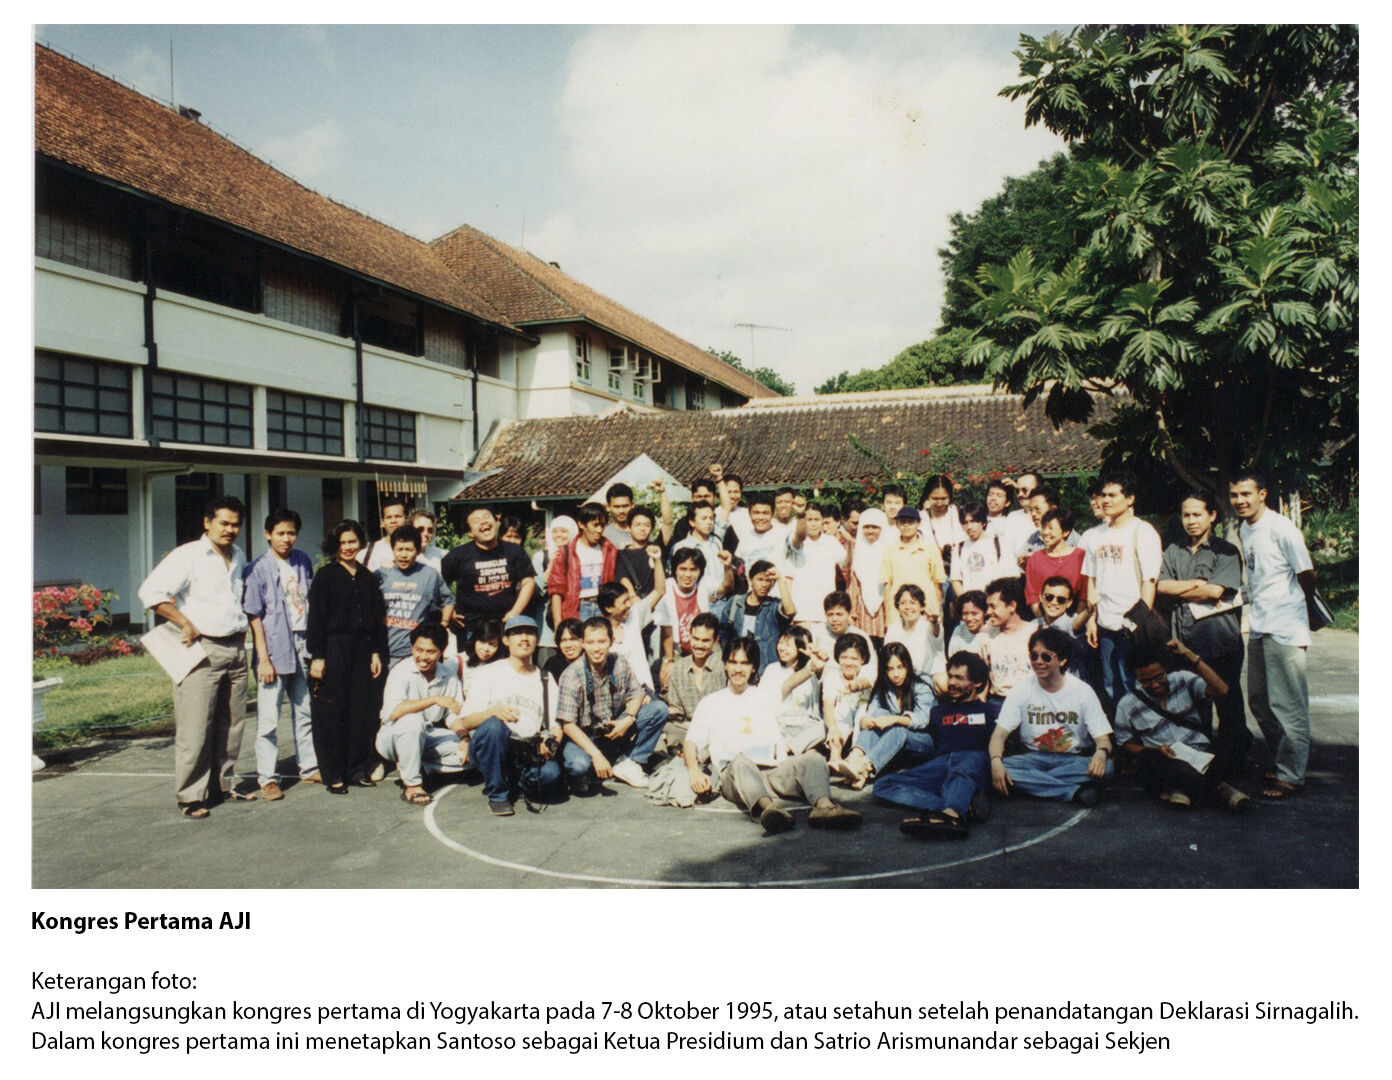 East
TIMOR
Kongres Pertama AJI
Keterangan foto:
AJI melangsungkan kongres pertama di Yogyakarta pada 7-8 Oktober 1995, atau setahun setelah penandatangan Deklarasi Sirnagalih.
Dalam kongres pertama ini menetapkan Santoso sebagai Ketua Presidium dan Satrio Arismunandar sebagai Sekjen